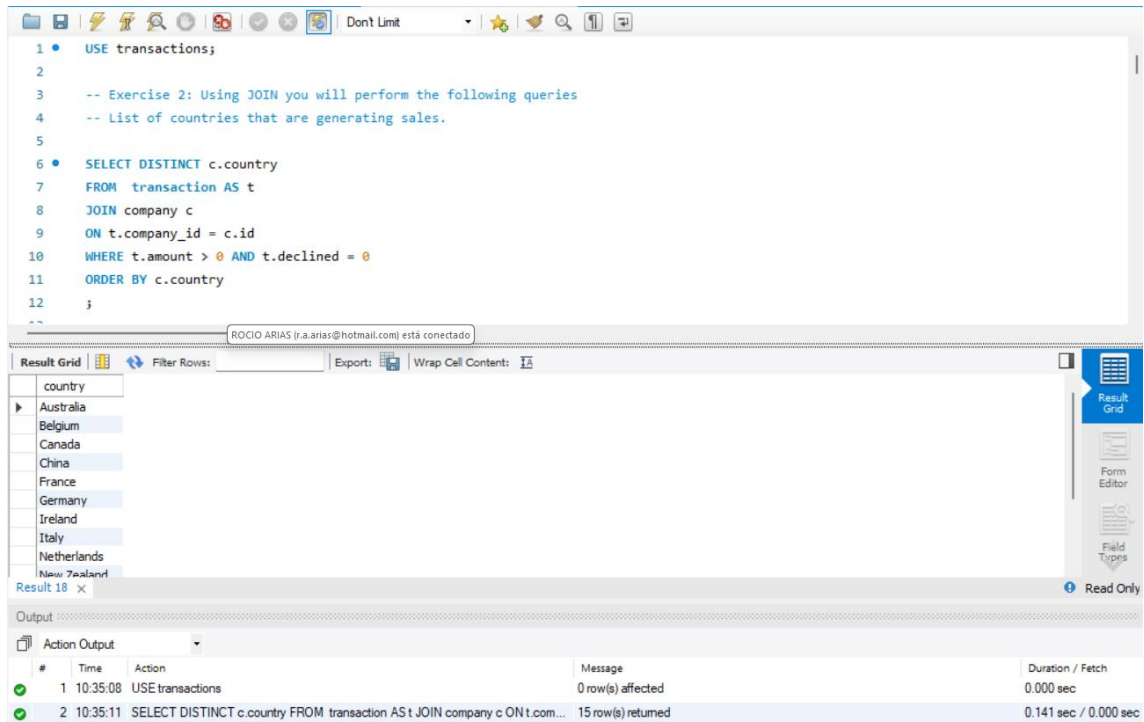 Don't Limit
1 USE transactions;
2
3 -- Exercise 2: Using JOIN you will perform the following queries
4 -- List of countries that are generating sales.
5
6 SELECT DISTINCT c.country
7 FROM transaction AS t
8 JOIN company c
9 ON t.company_id = c.id
10 WHERE t.amount > 0 AND t.declined = 0
11 ORDER BY c.country
12 ;
ROCIO ARIAS (r.a.arias@hotmail.com) está conectado
Result Grid Filter Rows: Export: Wrap Cell Content:
country
Australia
Belgium
Canada
China
France
Germany
Ireland
Italy
Netherlands
New Zealand
Result Grid
Form Editor
Field Types
Result 18 Read Only
Output
Action Output
# Time Action Message Duration / Fetch
1 10:35:08 USE transactions 0 row(s) affected 0.000 sec
2 10:35:11 SELECT DISTINCT c.country FROM transaction AS t JOIN company c ON t.com... 15 row(s) returned 0.141 sec / 0.000 sec